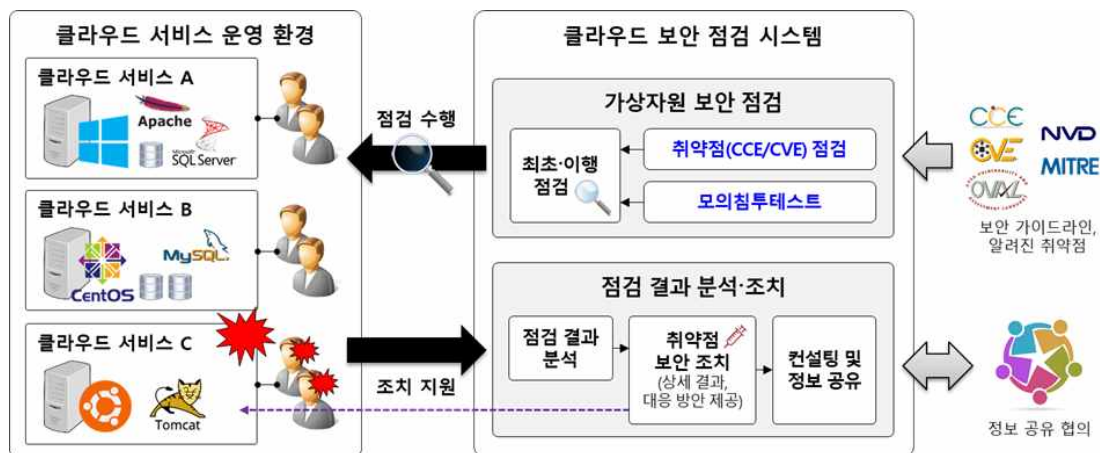 클라우드 서비스 운영 환경
클라우드 서비스 A
Apache
Microsoft
SQL Server
클라우드 서비스 B
CentOS
MySQL
클라우드 서비스 C
Tomcat
점검 수행
조치 지원
클라우드 보안 점검 시스템
가상자원 보안 점검
최초·이행
점검
취약점(CCE/CVE) 점검
모의침투테스트
점검 결과 분석·조치
점검 결과
분석
취약점
보안 조치
(상세 결과,
대응 방안 제공)
컨설팅 및
정보 공유
CCE
NVD
CVE
MITRE
OVAL
보안 가이드라인,
알려진 취약점
정보 공유 협의